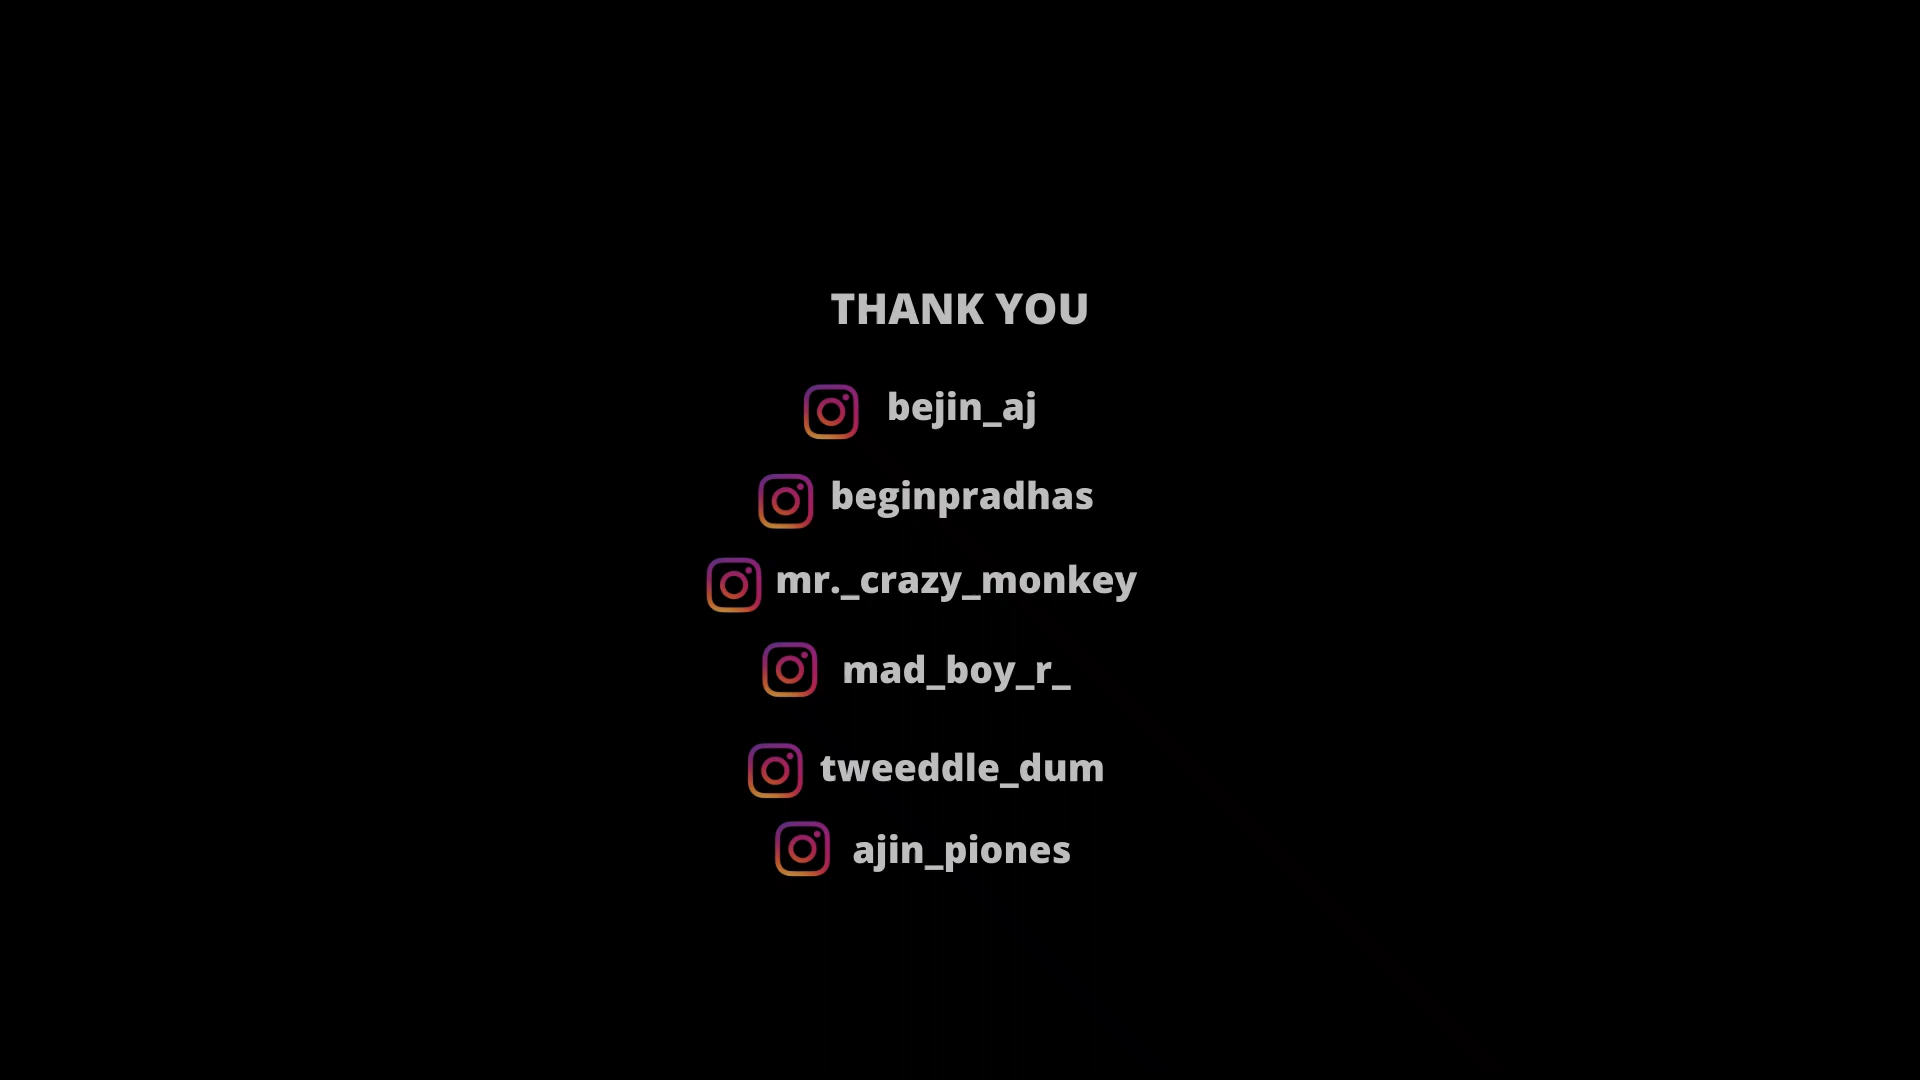 THANK YOU
bejin_aj
beginpradhas
mr._crazy_monkey
mad_boy_r_
tweeddle_dum
ajin_piones